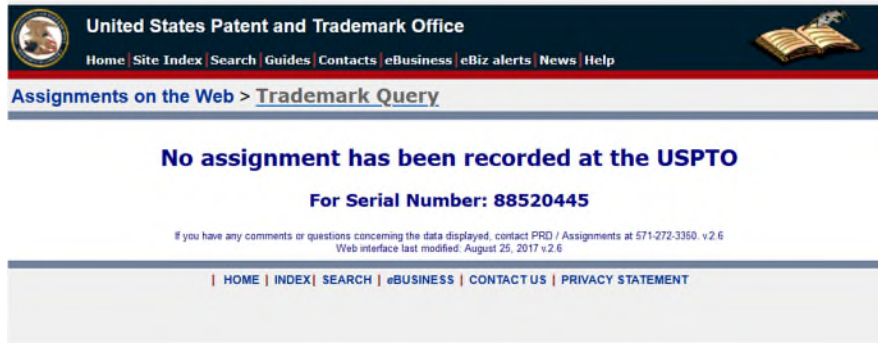 United States Patent and Trademark Office
Home|Site Index|Search|Guides|Contacts|eBusiness|eBiz alerts|News|Help
Assignments on the Web > Trademark Query
No assignment has been recorded at the USPTO
For Serial Number: 88520445
If you have any comments or questions concerning the data displayed, contact PRD / Assignments at 571-272-3350. v.2.6
Web interface last modified: August 25, 2017 v.2.6
| HOME | INDEX| SEARCH | eBUSINESS | CONTACT US | PRIVACY STATEMENT